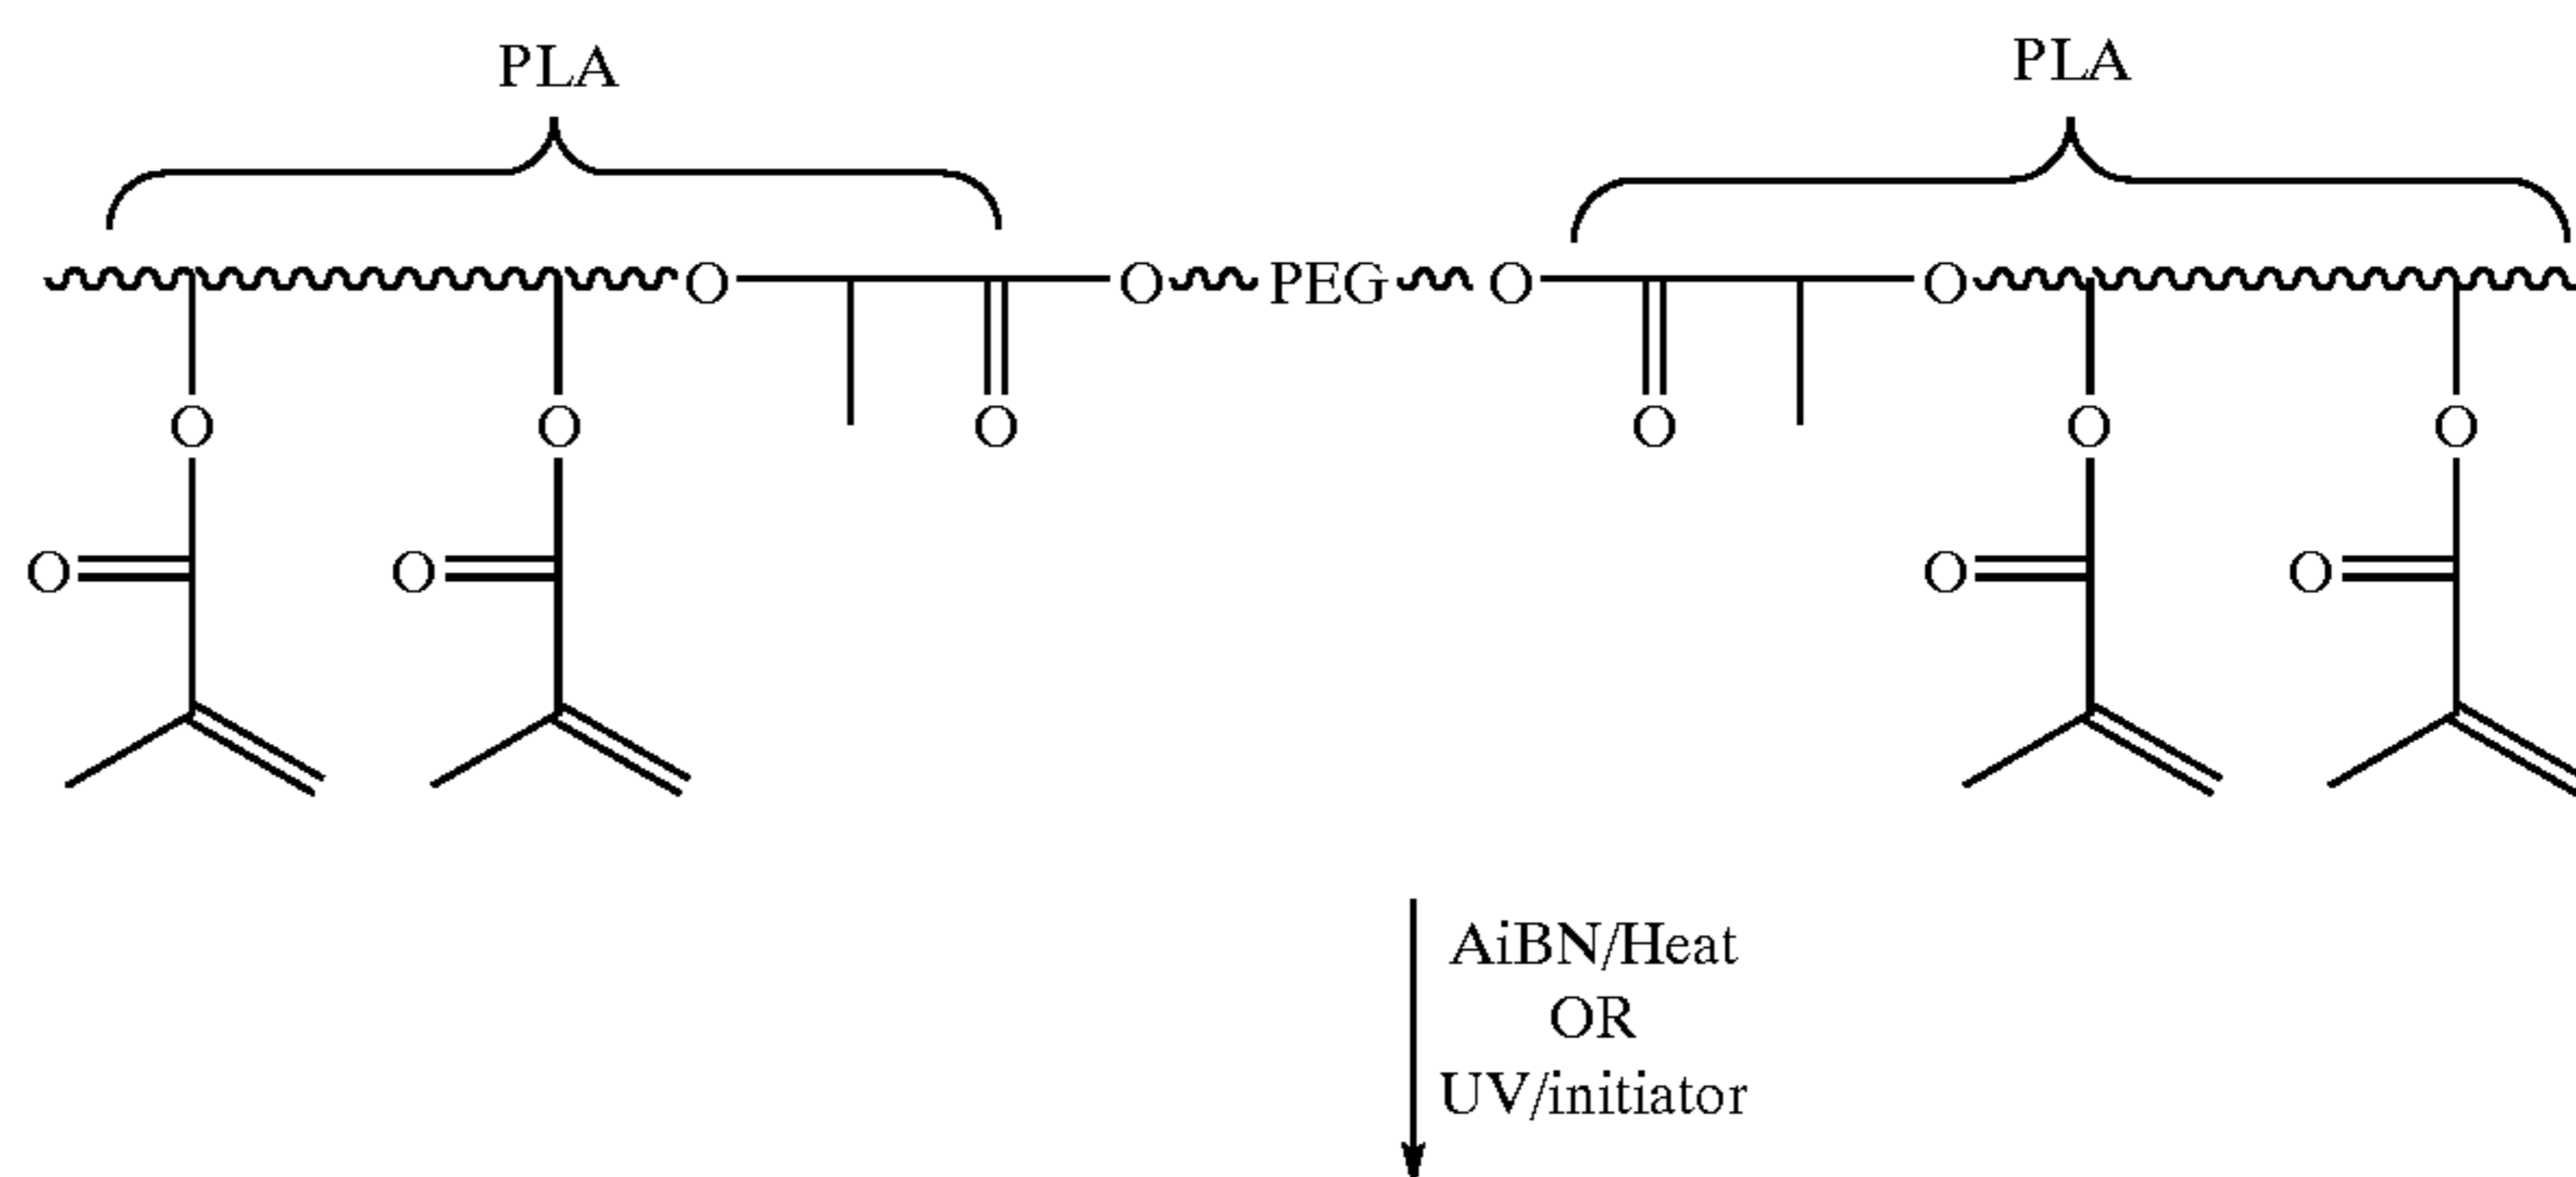 PLA PLA
O O PEG O O
O O O O O O
O O O O
AiBN/Heat
OR
UV/initiator